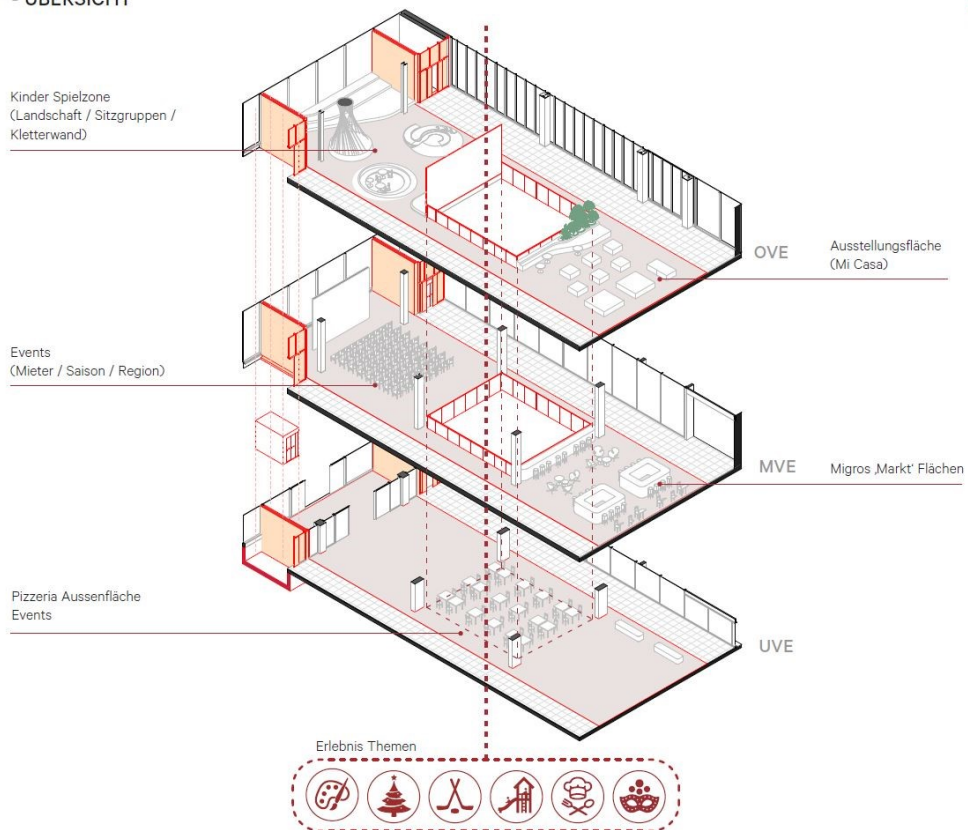 - ÜBERSICHT
Kinder Spielzone
(Landschaft / Sitzgruppen /
Kletterwand)
OVE
Ausstellungsfläche
(Mi Casa)
Events
(Mieter / Saison / Region)
MVE
Migros ‚Markt' Flächen
Pizzeria Aussenfläche
Events
UVE
Erlebnis Themen